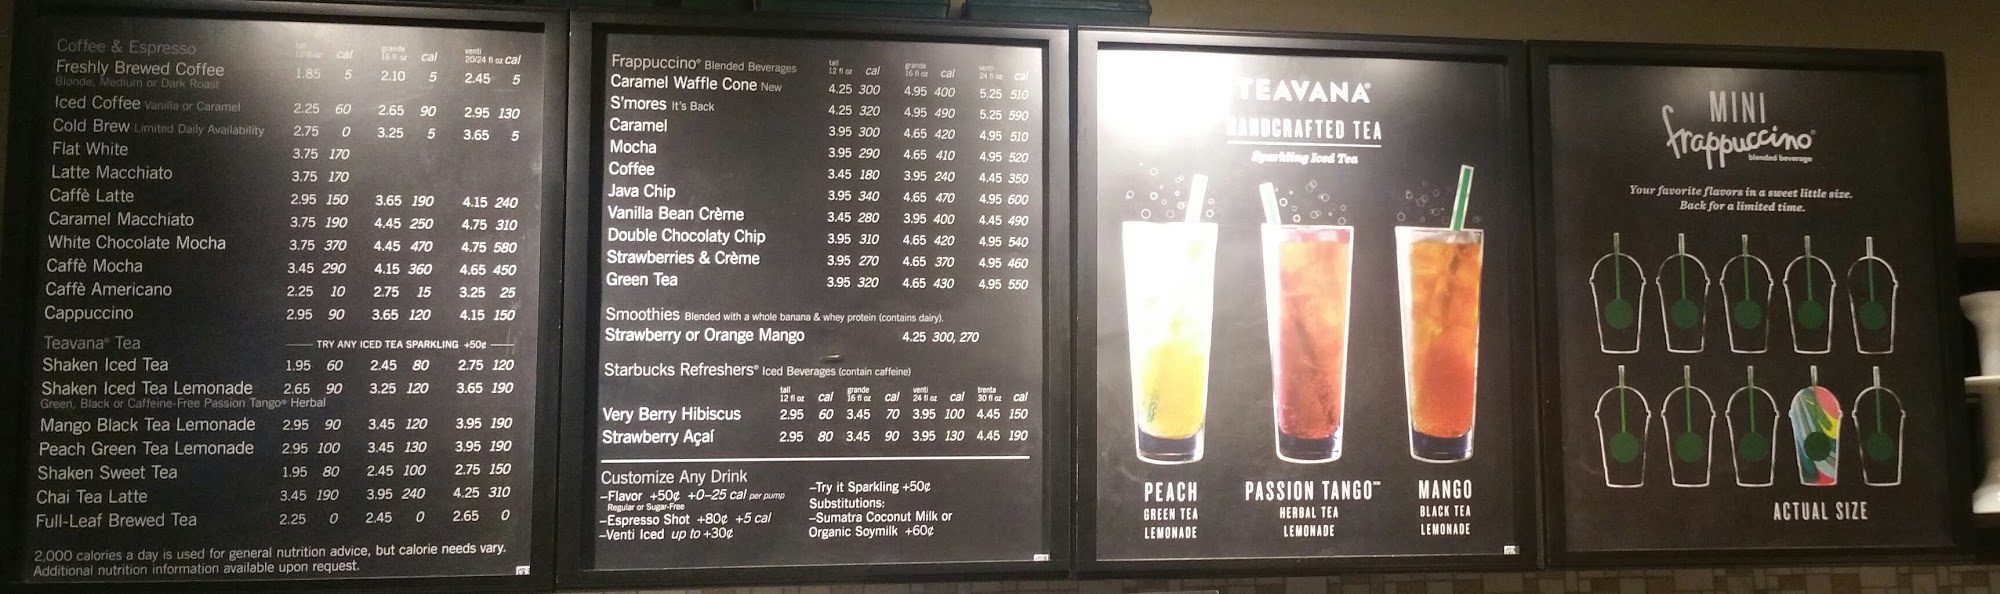 Coffee & Espresso tall 12 fl oz cal grande 16 fl oz cal venti 20/24 fl oz cal
Freshly Brewed Coffee 1.85 5 2.10 5 2.45 5
Blonde, Medium or Dark Roast
Iced Coffee Vanilla or Caramel 2.25 60 2.65 90 2.95 130
Cold Brew Limited Daily Availability 2.75 0 3.25 5 3.65 5
Flat White 3.75 170
Latte Macchiato 3.75 170
Caffè Latte 2.95 150 3.65 190 4.15 240
Caramel Macchiato 3.75 190 4.45 250 4.75 310
White Chocolate Mocha 3.75 370 4.45 470 4.75 580
Caffè Mocha 3.45 290 4.15 360 4.65 450
Caffè Americano 2.25 10 2.75 15 3.25 25
Cappuccino 2.95 90 3.65 120 4.15 150
Teavana® Tea TRY ANY ICED TEA SPARKLING +50¢
Shaken Iced Tea 1.95 60 2.45 80 2.75 120
Shaken Iced Tea Lemonade 2.65 90 3.25 120 3.65 190
Green, Black or Caffeine-Free Passion Tango® Herbal
Mango Black Tea Lemonade 2.95 90 3.45 120 3.95 190
Peach Green Tea Lemonade 2.95 100 3.45 130 3.95 190
Shaken Sweet Tea 1.95 80 2.45 100 2.75 150
Chai Tea Latte 3.45 190 3.95 240 4.25 310
Full-Leaf Brewed Tea 2.25 0 2.45 0 2.65 0
2,000 calories a day is used for general nutrition advice, but calorie needs vary.
Additional nutrition information available upon request.
Frappuccino® Blended Beverages tall 12 fl oz cal grande 16 fl oz cal venti 24 fl oz cal
Caramel Waffle Cone New 4.25 300 4.95 400 5.25 510
S'mores It's Back 4.25 320 4.95 490 5.25 590
Caramel 3.95 300 4.65 420 4.95 510
Mocha 3.95 290 4.65 410 4.95 520
Coffee 3.45 180 3.95 240 4.45 350
Java Chip 3.95 340 4.65 470 4.95 600
Vanilla Bean Crème 3.45 280 3.95 400 4.45 490
Double Chocolaty Chip 3.95 310 4.65 420 4.95 540
Strawberries & Crème 3.95 270 4.65 370 4.95 460
Green Tea 3.95 320 4.65 430 4.95 550
Smoothies Blended with a whole banana & whey protein (contains dairy).
Strawberry or Orange Mango 4.25 300, 270
Starbucks Refreshers® Iced Beverages (contain caffeine)
tall 12 fl oz cal grande 16 fl oz cal venti 24 fl oz cal trenta 30 fl oz cal
Very Berry Hibiscus 2.95 60 3.45 70 3.95 100 4.45 150
Strawberry Açaí 2.95 80 3.45 90 3.95 130 4.45 190
Customize Any Drink
–Flavor +50¢ +0–25 cal per pump
Regular or Sugar-Free
–Espresso Shot +80¢ +5 cal
–Venti Iced up to +30¢
–Try it Sparkling +50¢
Substitutions:
–Sumatra Coconut Milk or
Organic Soymilk +60¢
TEAVANA®
HANDCRAFTED TEA
Sparkling Iced Tea
PEACH
GREEN TEA
LEMONADE
PASSION TANGO™
HERBAL TEA
LEMONADE
MANGO
BLACK TEA
LEMONADE
MINI
frappuccino®
blended beverage
Your favorite flavors in a sweet little size.
Back for a limited time.
ACTUAL SIZE